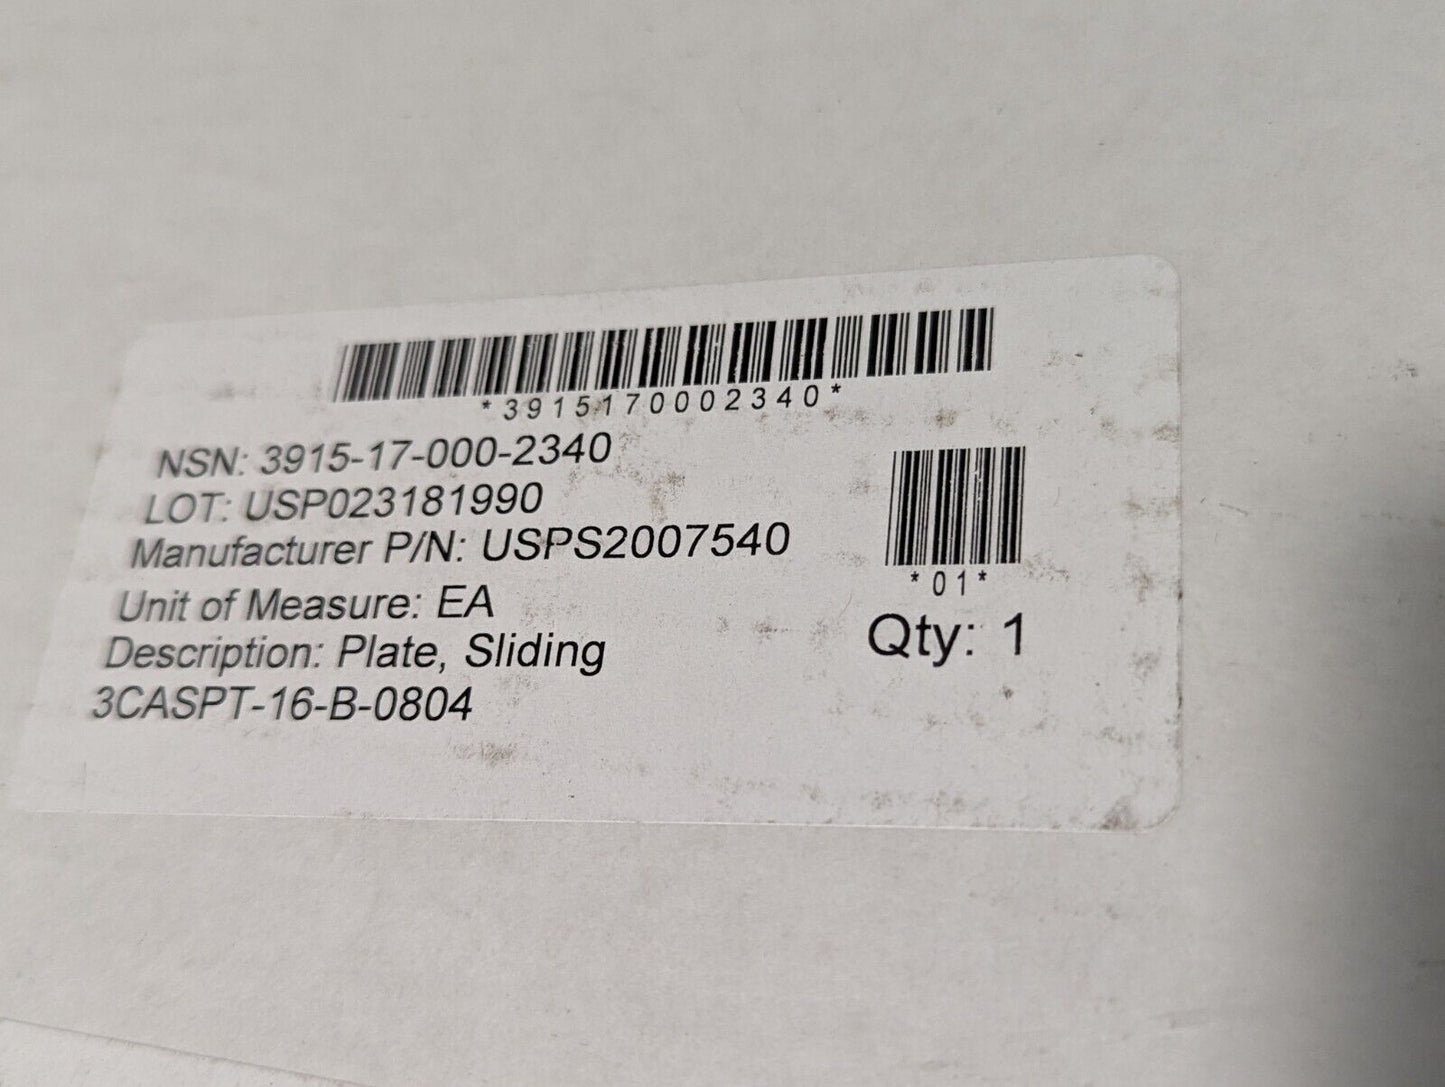 *3915170002340*
NSN: 3915-17-000-2340
LOT: USP023181990
Manufacturer P/N: USPS2007540
Unit of Measure: EA
Description: Plate, Sliding
3CASPT-16-B-0804
*01*
Qty: 1